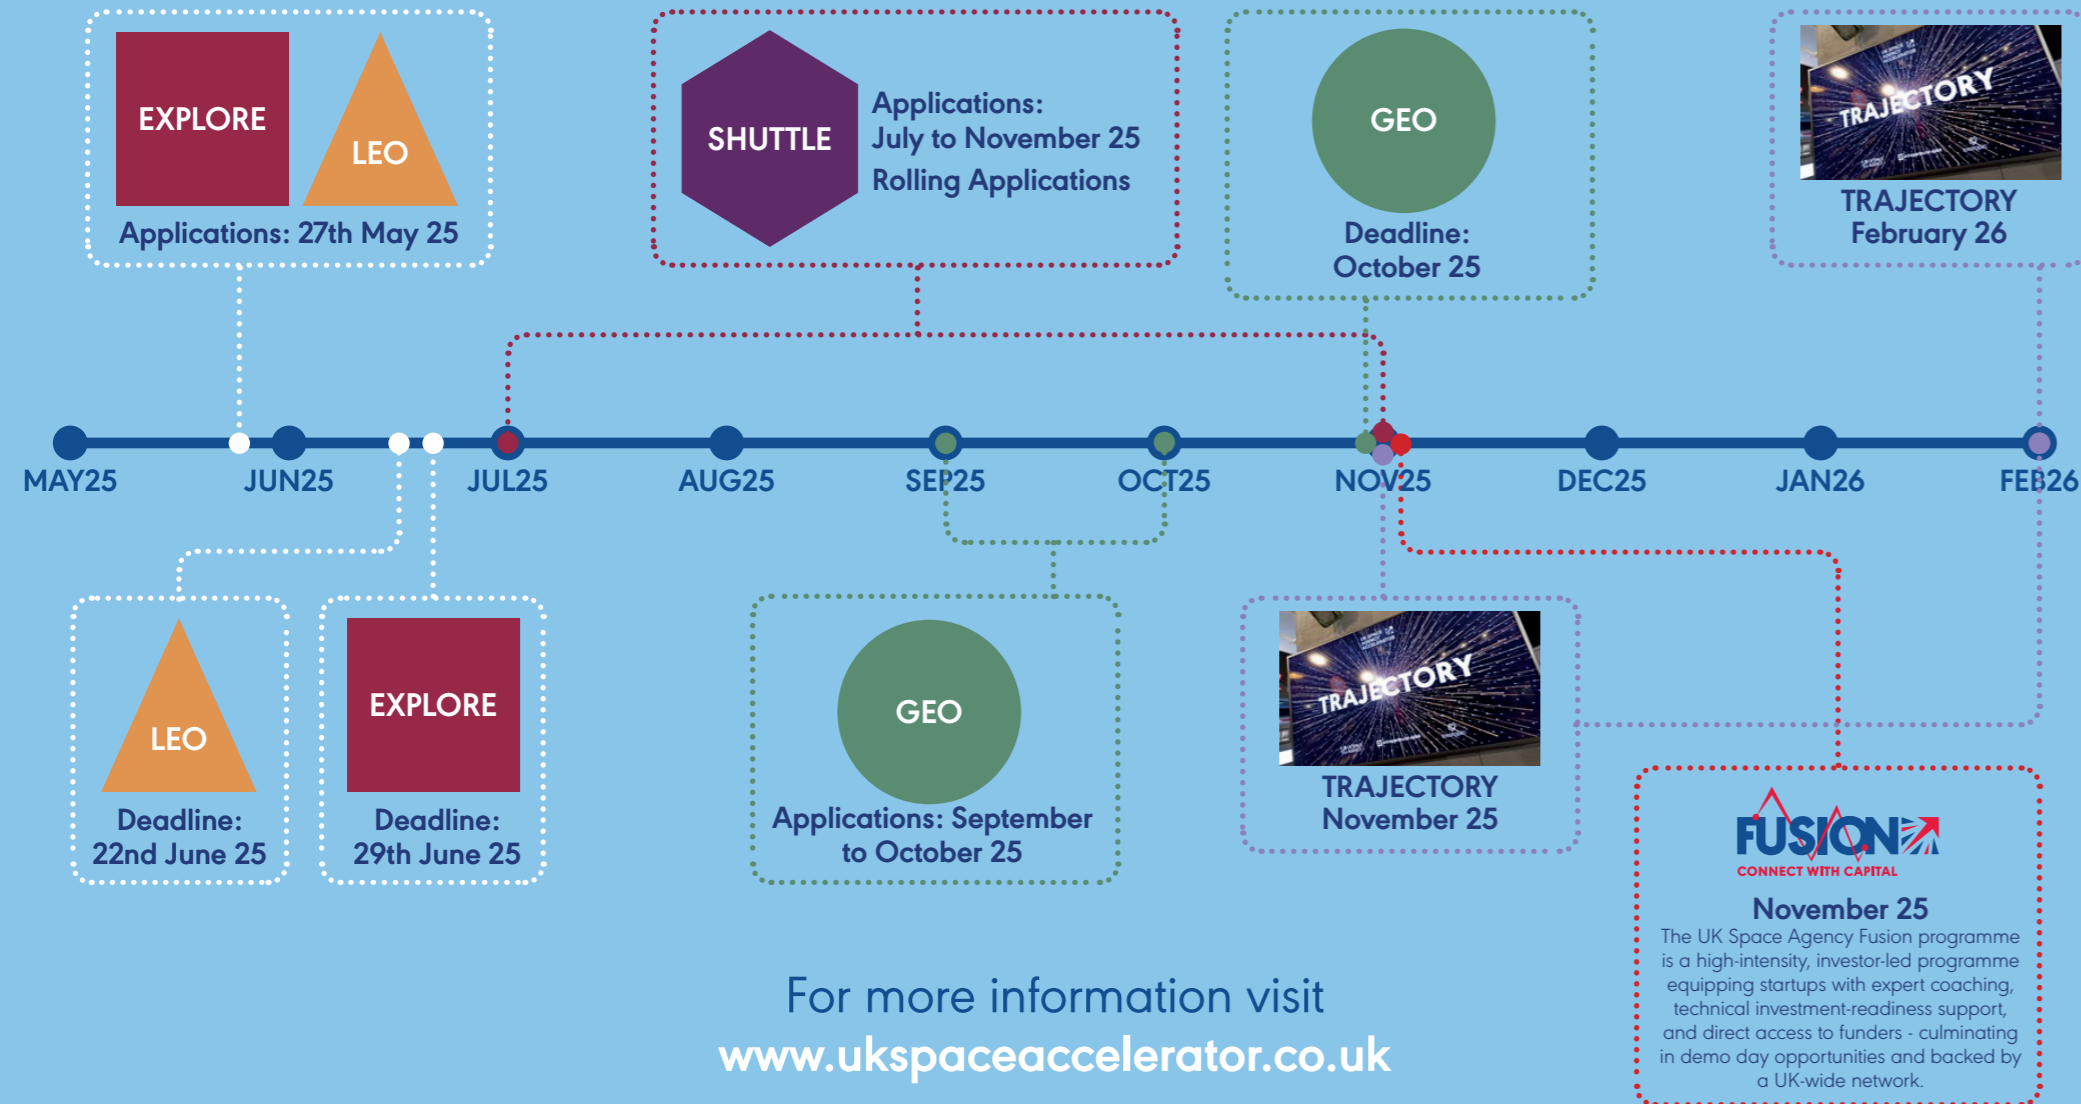 EXPLORE
LEO
Applications: 27th May 25
SHUTTLE
Applications:
July to November 25
Rolling Applications
GEO
Deadline:
October 25
TRAJECTORY
TRAJECTORY
February 26
MAY25
JUN25
JUL25
AUG25
SEP25
OCT25
NOV25
DEC25
JAN26
FEB26
LEO
Deadline:
22nd June 25
EXPLORE
Deadline:
29th June 25
GEO
Applications: September
to October 25
TRAJECTORY
TRAJECTORY
November 25
FUSION
CONNECT WITH CAPITAL
November 25
The UK Space Agency Fusion programme
is a high-intensity, investor-led programme
equipping startups with expert coaching,
technical investment-readiness support,
and direct access to funders - culminating
in demo day opportunities and backed by
a UK-wide network.
For more information visit
www.ukspaceaccelerator.co.uk